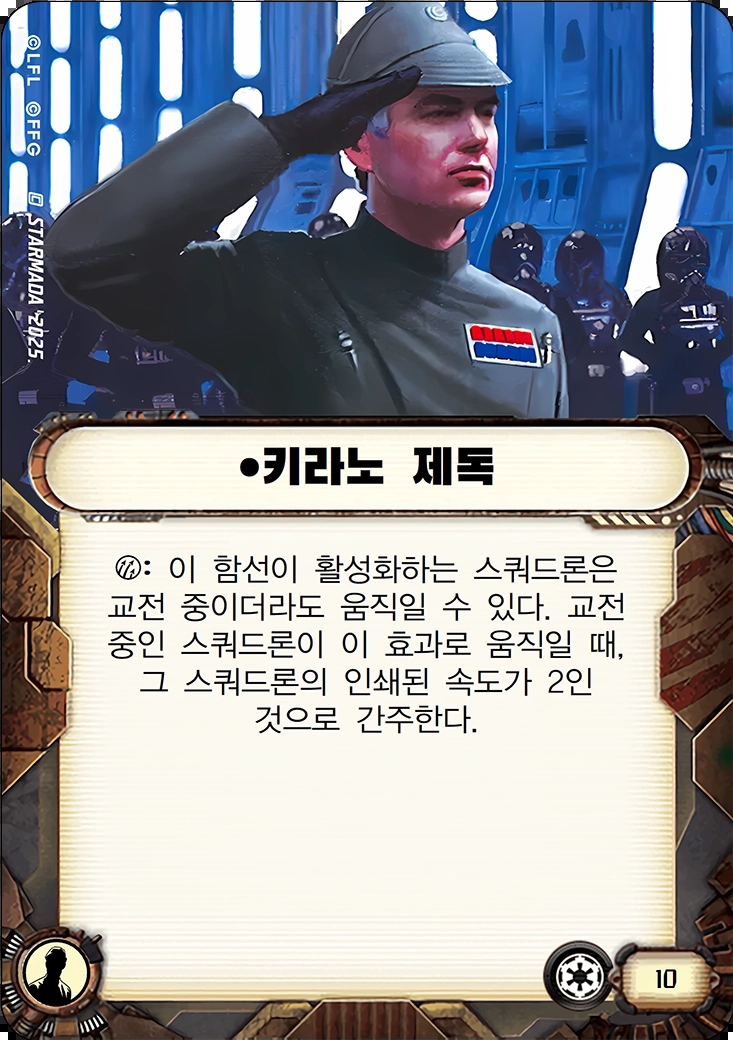 ©LFL ©FFG STARMADA *2025.
•키라노 제독
: 이 함선이 활성화하는 스쿼드론은
교전 중이더라도 움직일 수 있다. 교전
중인 스쿼드론이 이 효과로 움직일 때,
그 스쿼드론의 인쇄된 속도가 2인
것으로 간주한다.
10